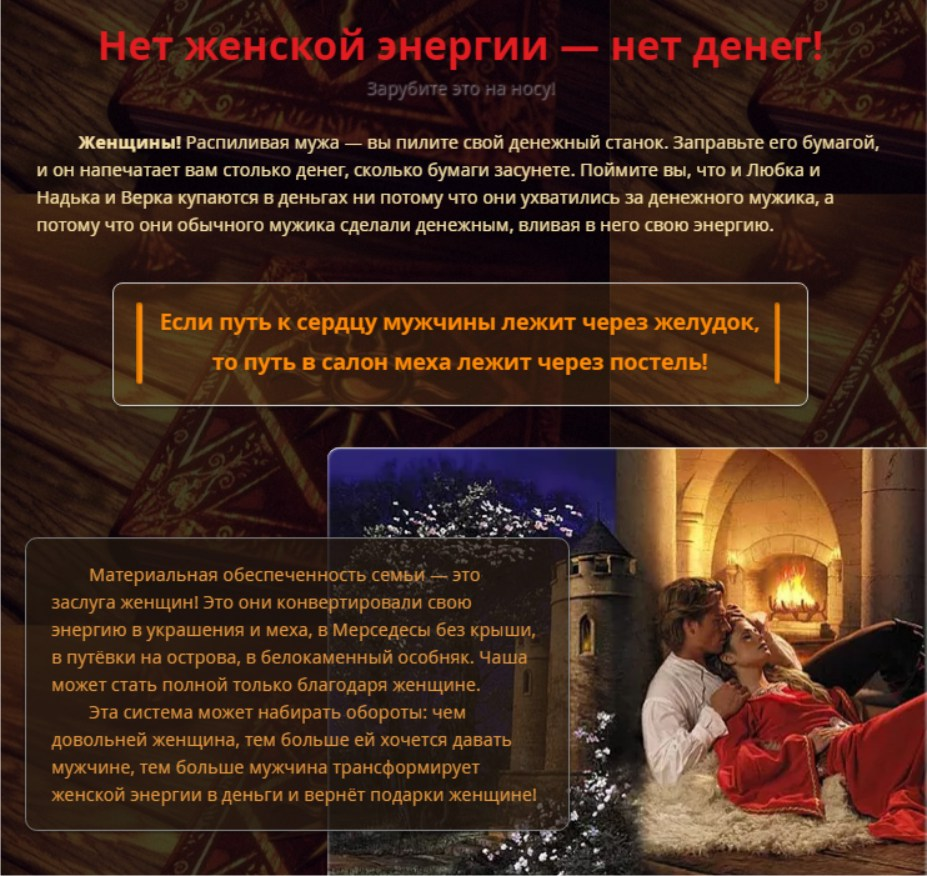 Нет женской энергии — нет денег!
Зарубите это на носу!
Женщины! Распиливая мужа — вы пилите свой денежный станок. Заправьте его бумагой,
и он напечатает вам столько денег, сколько бумаги засунете. Поймите вы, что и Любка и
Надька и Верка купаются в деньгах ни потому что они ухватились за денежного мужика, а
потому что они обычного мужика сделали денежным, вливая в него свою энергию.
Если путь к сердцу мужчины лежит через желудок,
то путь в салон меха лежит через постель!
Материальная обеспеченность семьи — это
заслуга женщин! Это они конвертировали свою
энергию в украшения и меха, в Мерседесы без крыши,
в путёвки на острова, в белокаменный особняк. Чаша
может стать полной только благодаря женщине.
Эта система может набирать обороты: чем
довольней женщина, тем больше ей хочется давать
мужчине, тем больше мужчина трансформирует
женской энергии в деньги и вернёт подарки женщине!